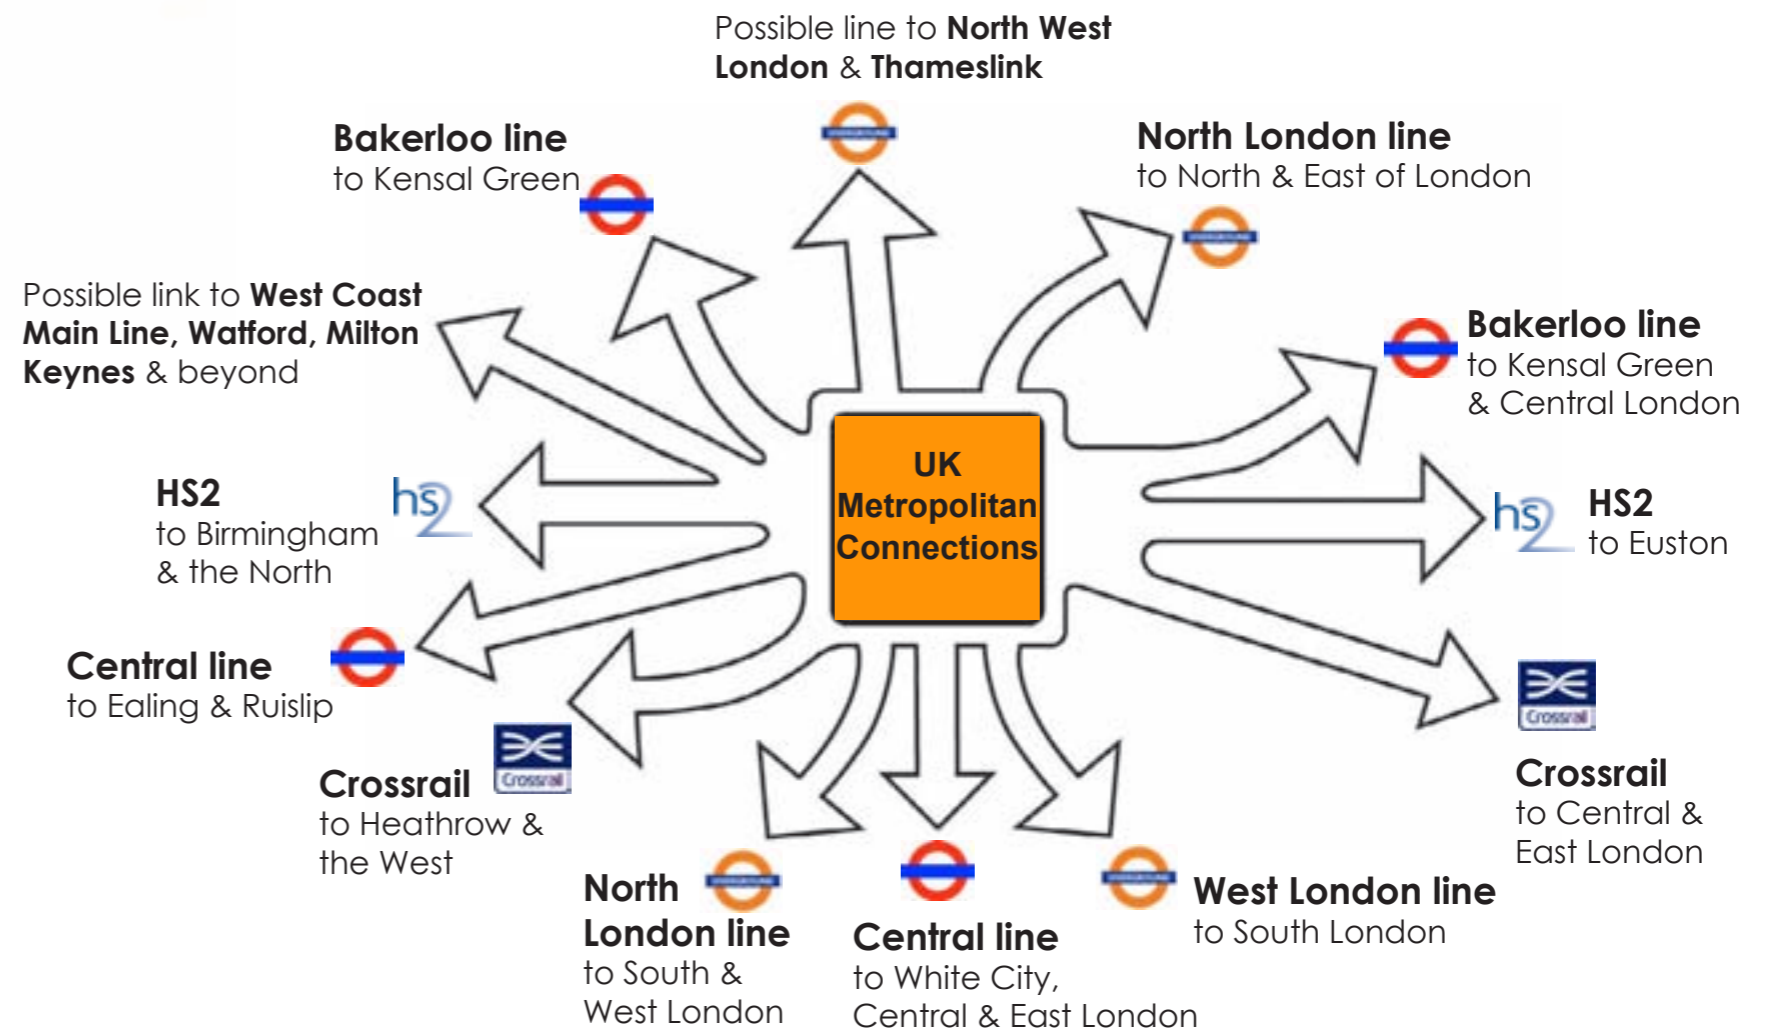 Possible line to North West
London & Thameslink
Bakerloo line
to Kensal Green
North London line
to North & East of London
Possible link to West Coast
Main Line, Watford, Milton
Keynes & beyond
Bakerloo line
to Kensal Green
& Central London
UK
Metropolitan
Connections
HS2
to Birmingham
& the North
hs2
hs2
HS2
to Euston
Central line
to Ealing & Ruislip
Crossrail
Crossrail
to Heathrow &
the West
Crossrail
Crossrail
to Central &
East London
North
London line
to South &
West London
Central line
to White City,
Central & East London
West London line
to South London